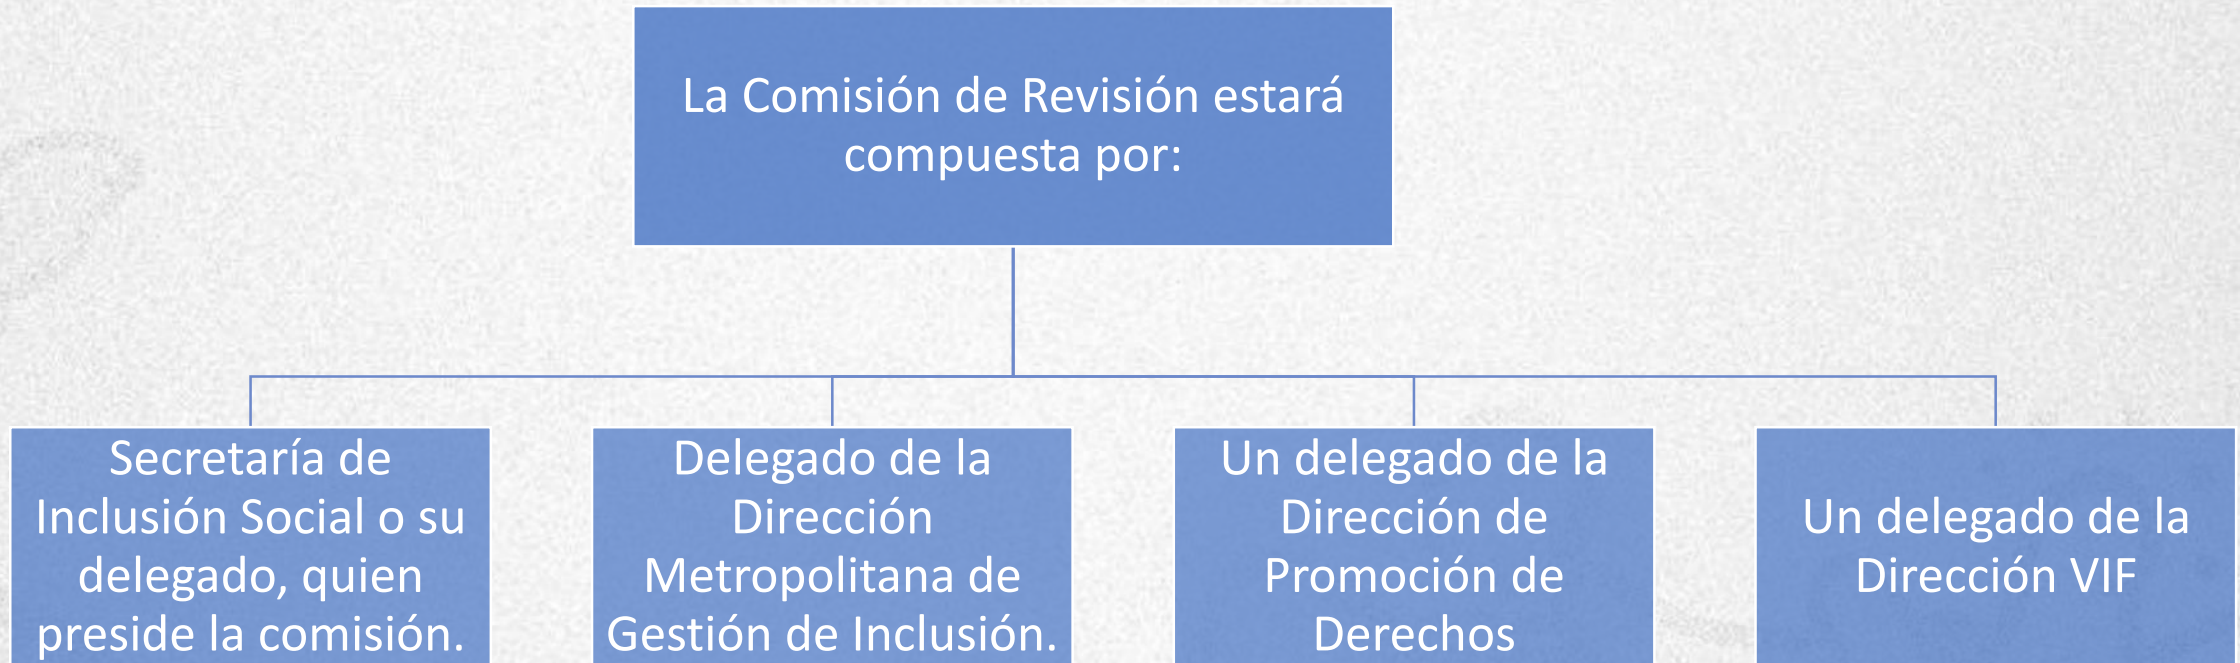 La Comisión de Revisión estará
compuesta por:
Secretaría de
Inclusión Social o su
delegado, quien
preside la comisión.
Delegado de la
Dirección
Metropolitana de
Gestión de Inclusión.
Un delegado de la
Dirección de
Promoción de
Derechos
Un delegado de la
Dirección VIF